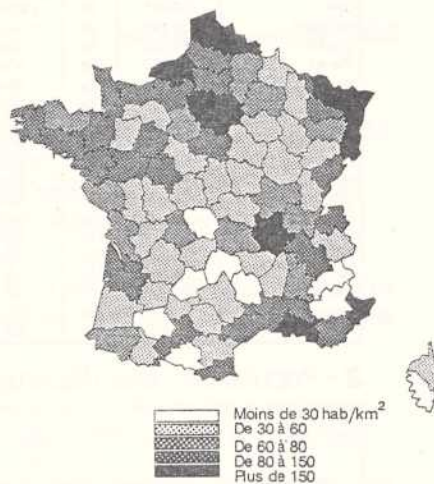 Moins de 30 hab/km²
De 30 à 60
De 60 à 80
De 80 à 150
Plus de 150